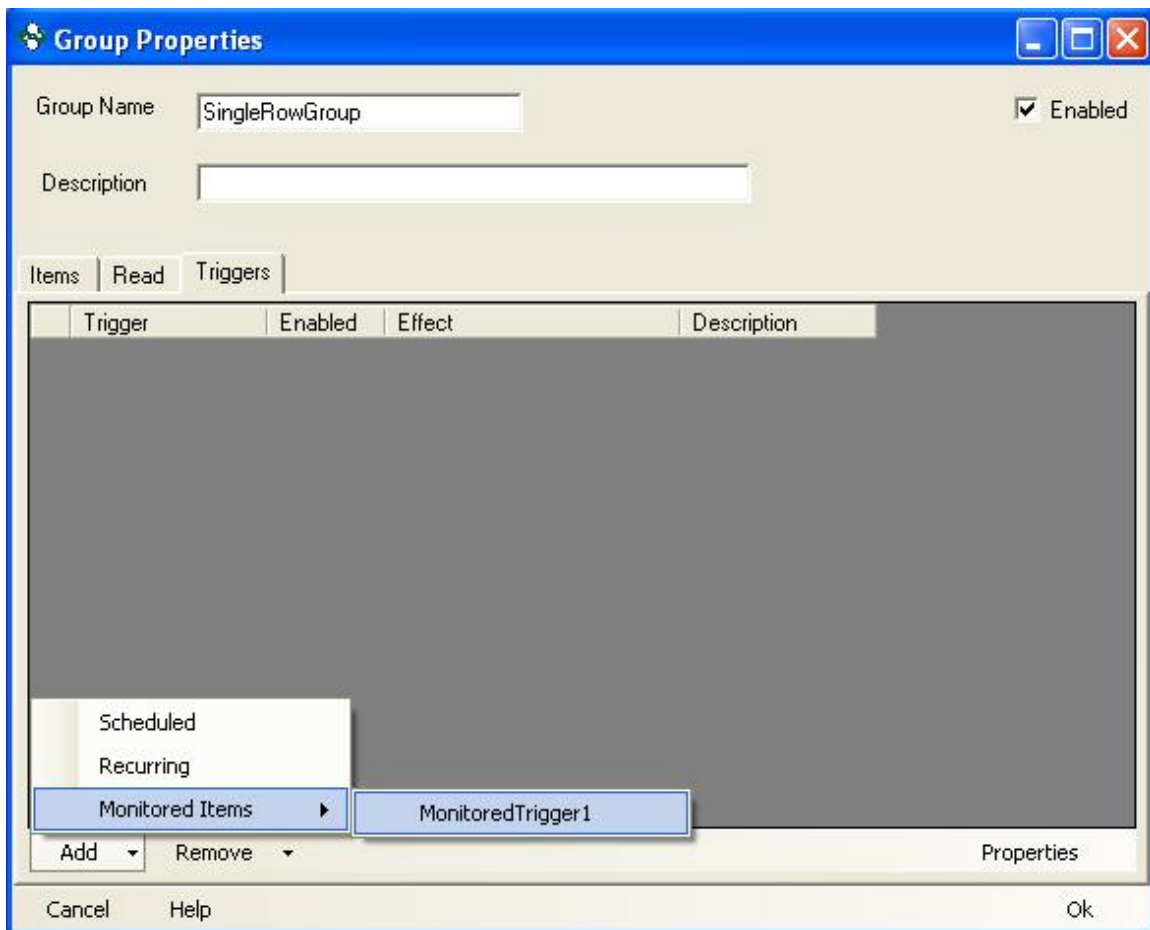 Group Properties
Group Name SingleRowGroup Enabled
Description
Items Read Triggers
Trigger Enabled Effect Description
Scheduled
Recurring
Monitored Items MonitoredTrigger1
Add Remove Properties
Cancel Help Ok